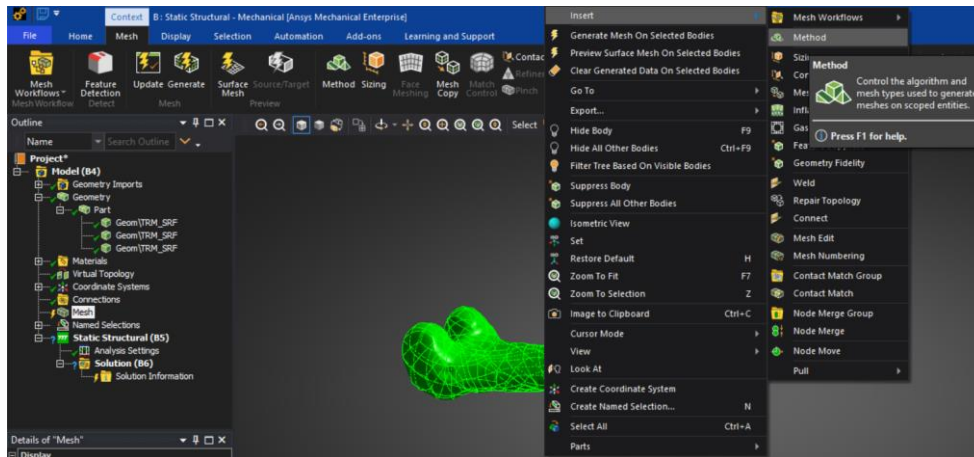 Context B : Static Structural - Mechanical [Ansys Mechanical Enterprise]
File Home Mesh Display Selection Automation Add-ons Learning and Support
Mesh Workflows
Feature Detection
Update Generate
Surface Mesh
Source/Target
Method Sizing
Face Meshing
Mesh Copy
Match Control
Contac
Refine
Pinch
Mesh Workflow Detect Mesh Preview
Outline
Name Search Outline
Select
Project*
Model (B4)
Geometry Imports
Geometry
Part
Geom\TRM_SRF
Geom\TRM_SRF
Geom\TRM_SRF
Materials
Virtual Topology
Coordinate Systems
Connections
Mesh
Named Selections
Static Structural (B5)
Analysis Settings
Solution (B6)
Solution Information
Details of "Mesh"
Display
Insert
Generate Mesh On Selected Bodies
Preview Surface Mesh On Selected Bodies
Clear Generated Data On Selected Bodies
Go To
Export...
Hide Body F9
Hide All Other Bodies Ctrl+F9
Filter Tree Based On Visible Bodies
Suppress Body
Suppress All Other Bodies
Isometric View
Set
Restore Default H
Zoom To Fit F7
Zoom To Selection Z
Image to Clipboard Ctrl+C
Cursor Mode
View
Look At
Create Coordinate System
Create Named Selection... N
Select All Ctrl+A
Parts
Mesh Workflows
Method
Method
Control the algorithm and
mesh types used to generate
meshes on scoped entities.
Press F1 for help.
Geometry Fidelity
Weld
Repair Topology
Connect
Mesh Edit
Mesh Numbering
Contact Match Group
Contact Match
Node Merge Group
Node Merge
Node Move
Pull